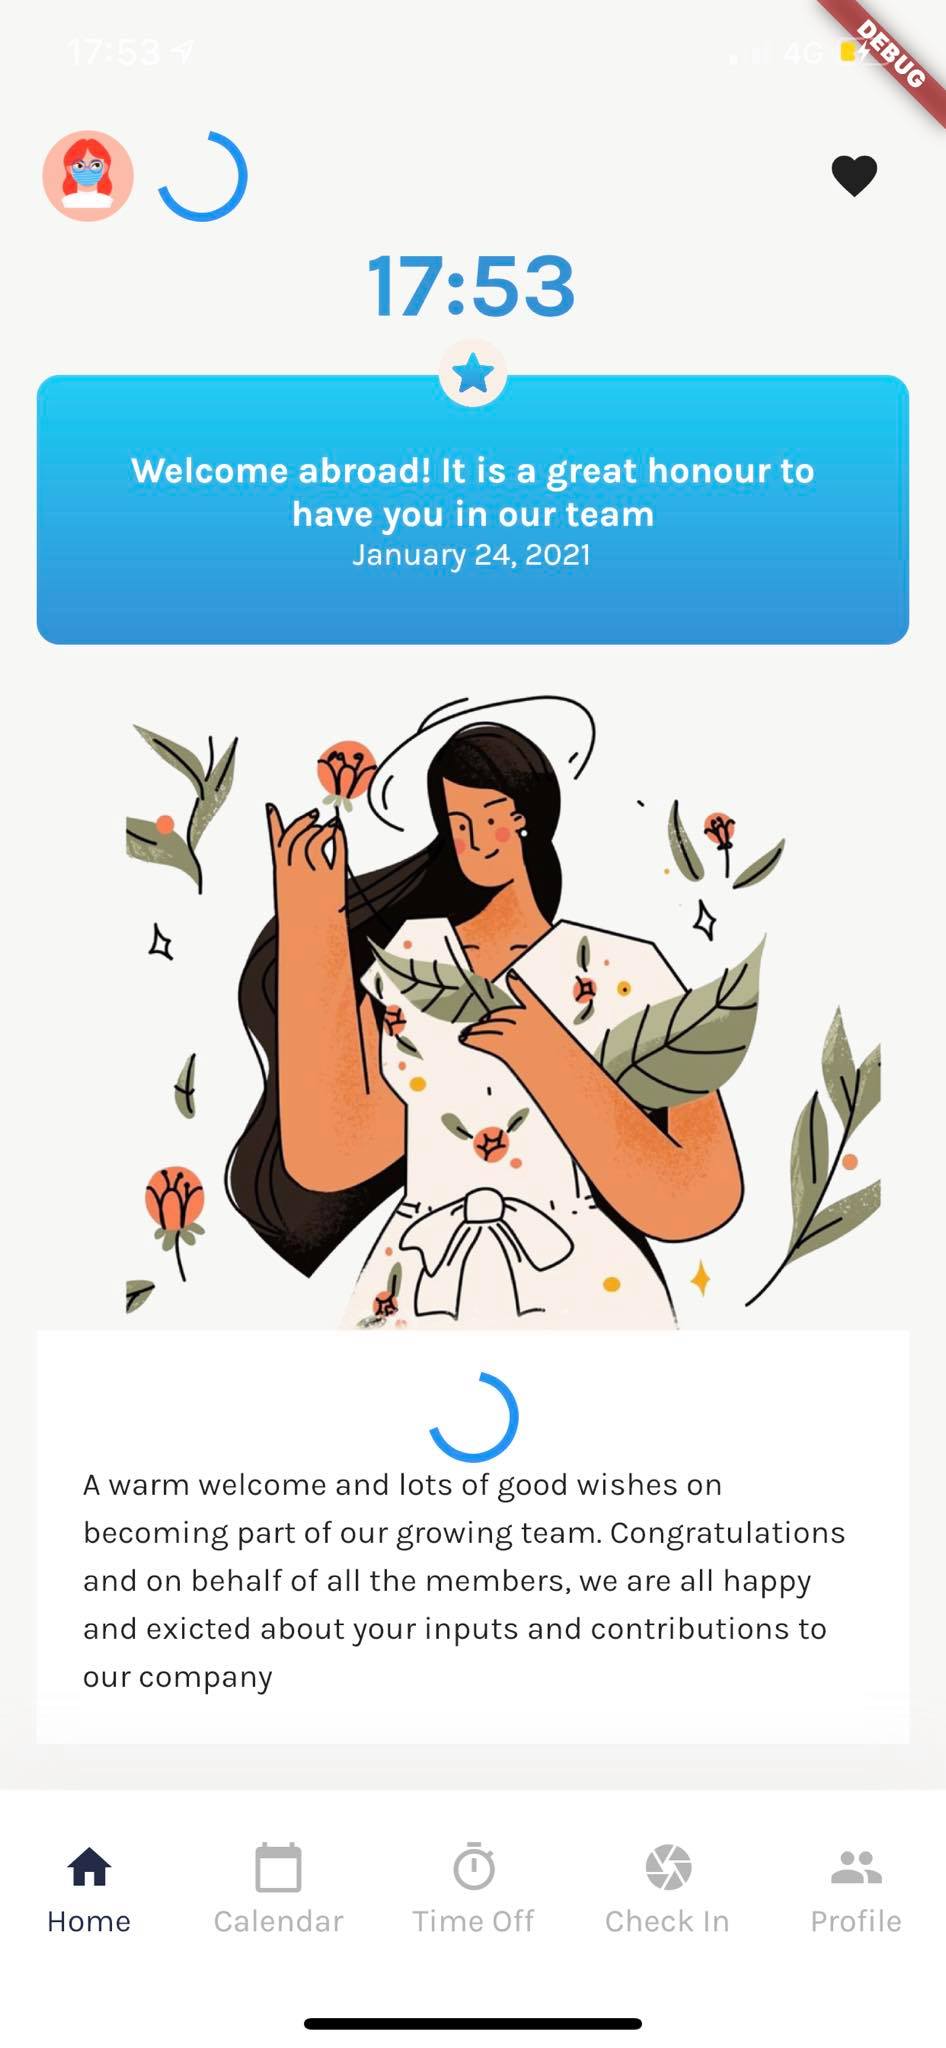 17:53
4G
DEBUG
17:53
Welcome abroad! It is a great honour to
have you in our team
January 24, 2021
A warm welcome and lots of good wishes on
becoming part of our growing team. Congratulations
and on behalf of all the members, we are all happy
and exicted about your inputs and contributions to
our company
Home
Calendar
Time Off
Check In
Profile